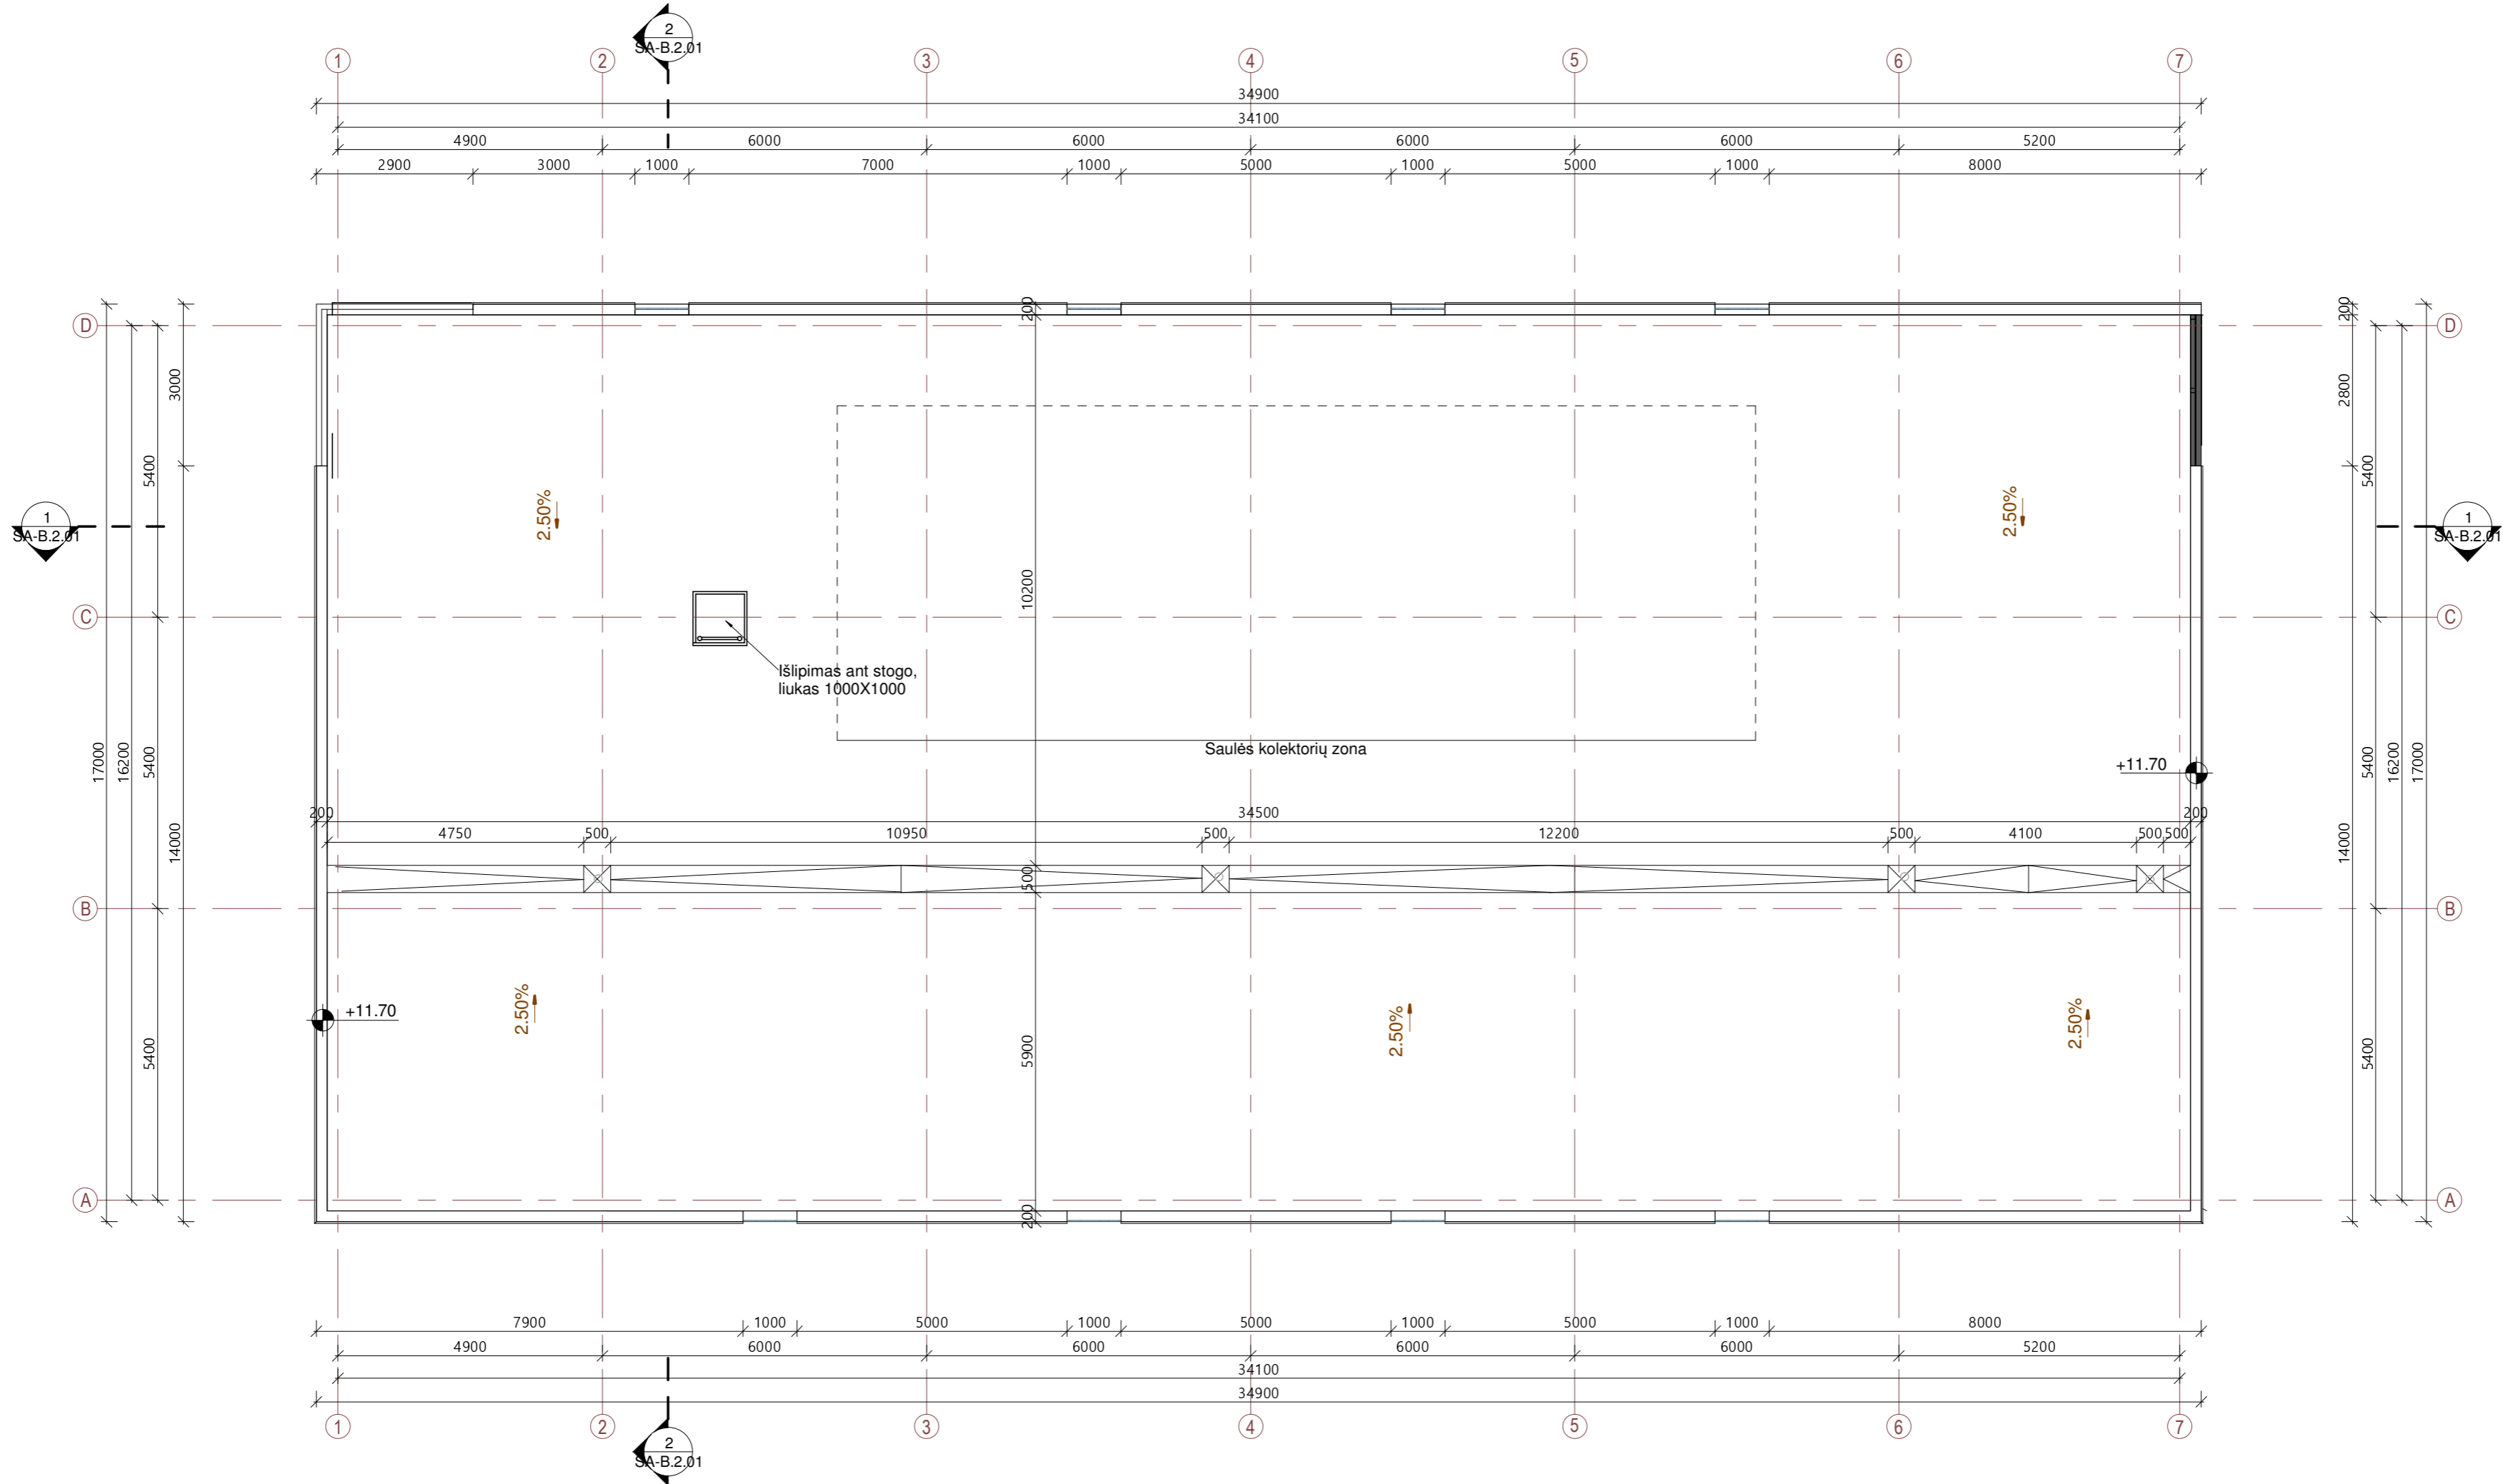 2
SA-B.2.01
1 2 3 4 5 6 7
34900
34100
4900 6000 6000 6000 6000 5200
2900 3000 1000 7000 1000 5000 1000 5000 1000 8000
200
200
D
D
3000
2800
5400
5400
2.50%
2.50%
1
SA-B.2.01
1
SA-B.2.01
10200
C
C
Išlipimas ant stogo,
liukas 1000X1000
Saulės kolektorių zona
17000
16200
5400
5400
16200
17000
+11.70
200 34500 200
4750 500 10950 500 12200 500 4100 500 500
14000
14000
500
B
B
2.50%
2.50%
2.50%
+11.70
5400
5900
5400
A
A
200
7900 1000 5000 1000 5000 1000 5000 1000 8000
4900 6000 6000 6000 6000 5200
34100
34900
1 2 3 4 5 6 7
2
SA-B.2.01